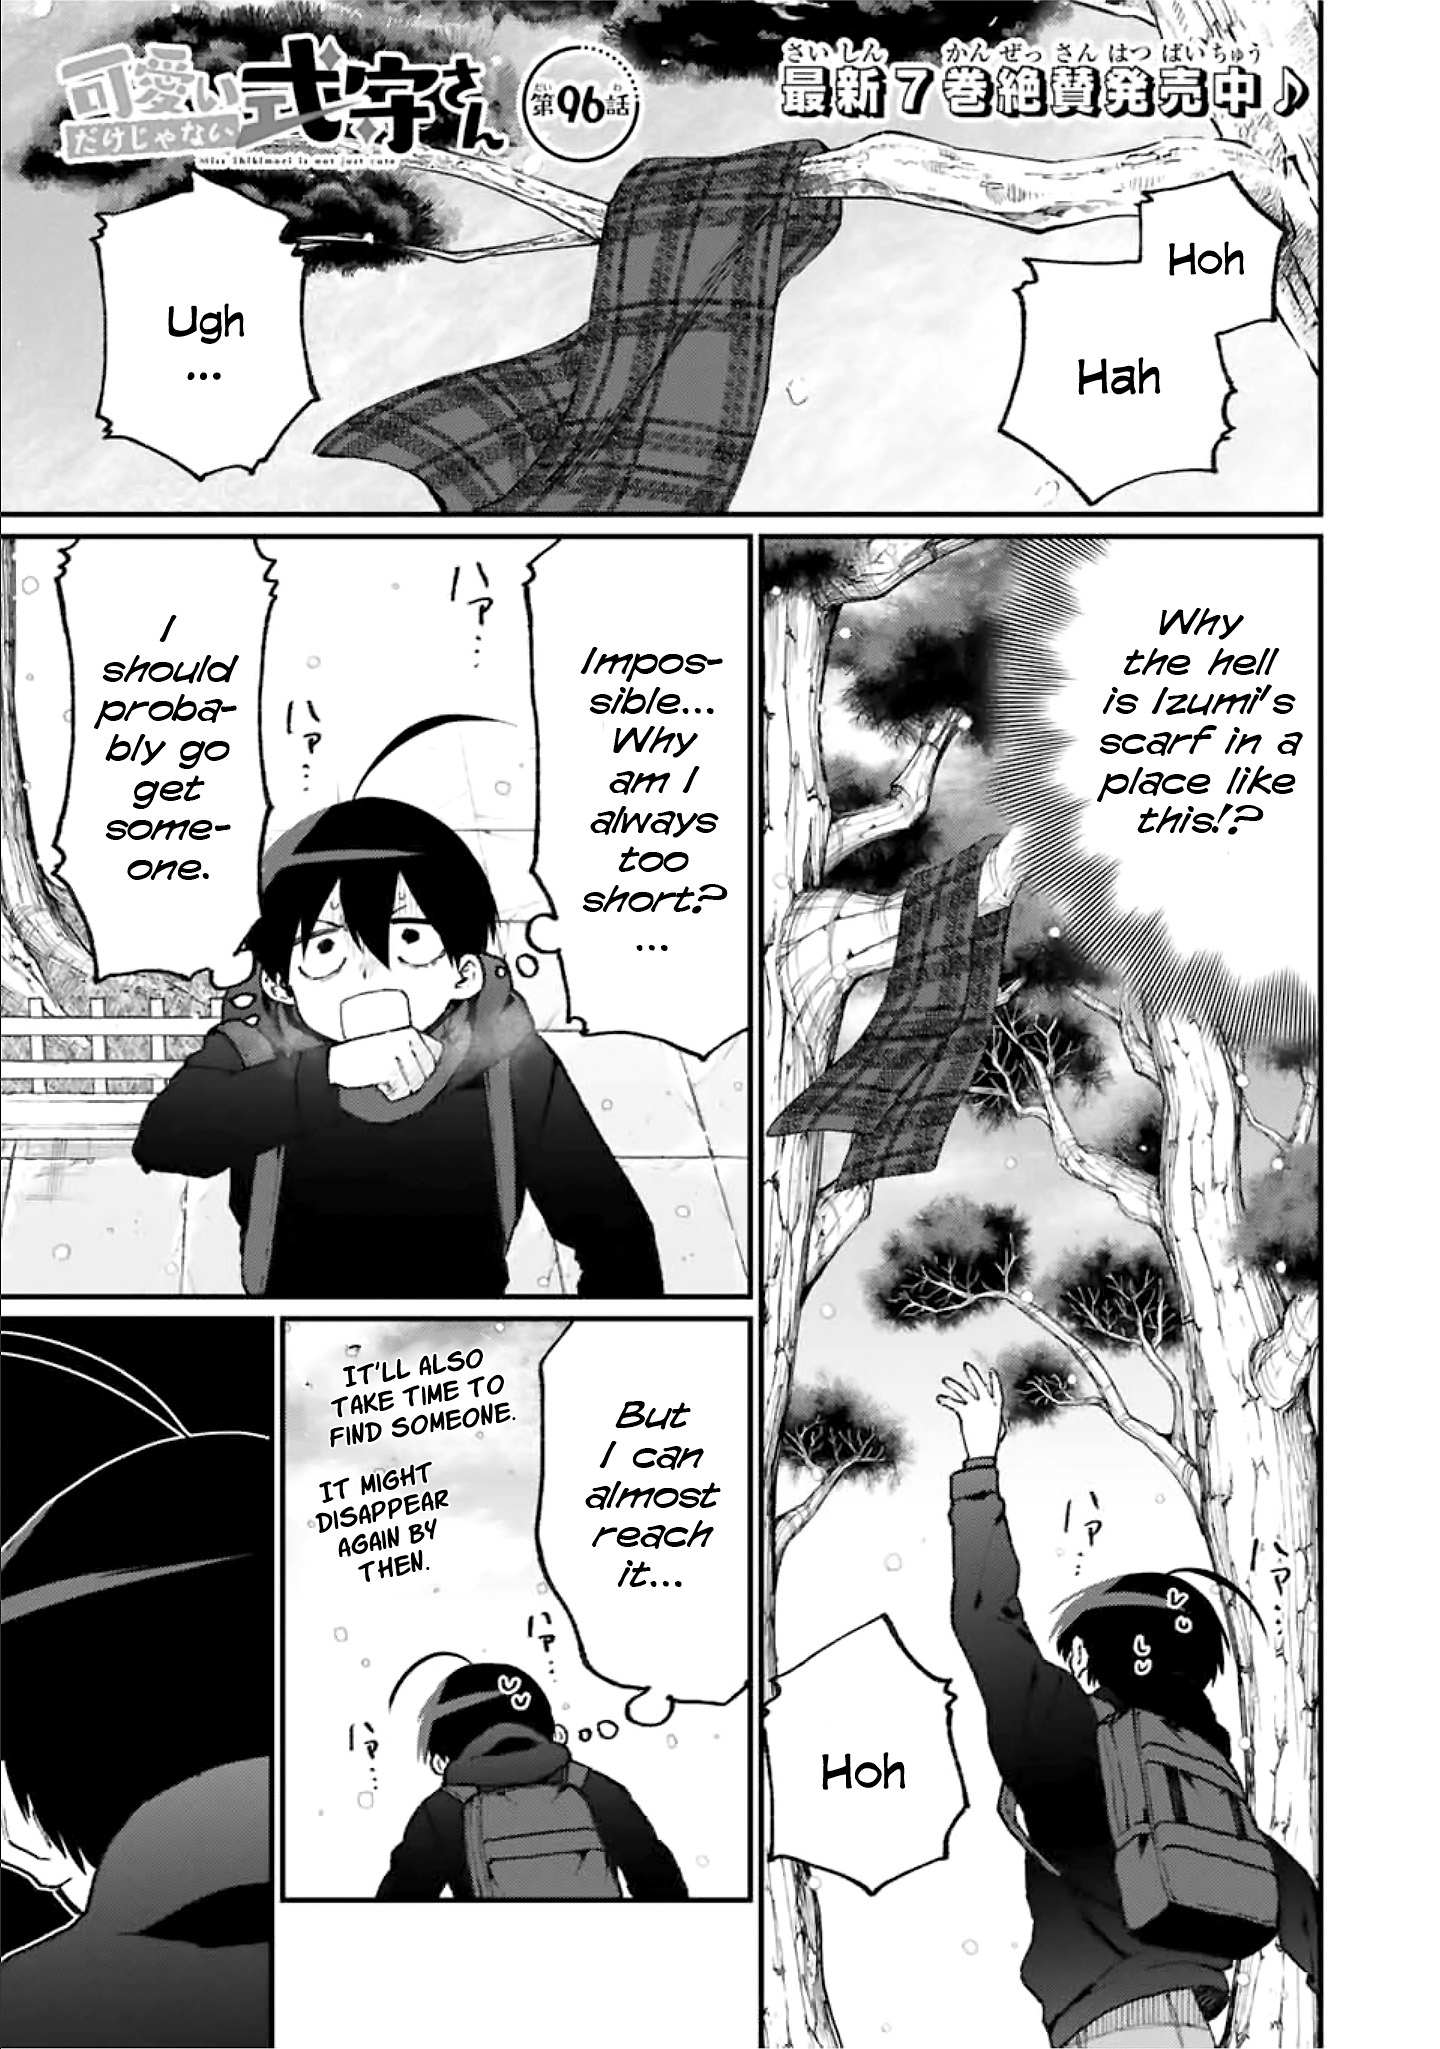 可愛い
だけじゃない
式守さん
Miss Shikimori is not just cute
だい わ
第96話
さいしん かんぜっさんはつばいちゅう
最新7巻絶賛発売中♪
Hoh
Hah
Ugh
...
Why
the hell
is Izumi's
scarf in a
place like
this!?
ハァ…
ハァ…
Hoh
Impos-
sible...
Why
am I
always
too
short?
...
ハァ…
ハァ…
I
should
proba-
bly go
get
some-
one.
But
I can
almost
reach
it...
IT'LL ALSO
TAKE TIME TO
FIND SOMEONE.
IT MIGHT
DISAPPEAR
AGAIN BY
THEN.
ハァ…
ハァ…